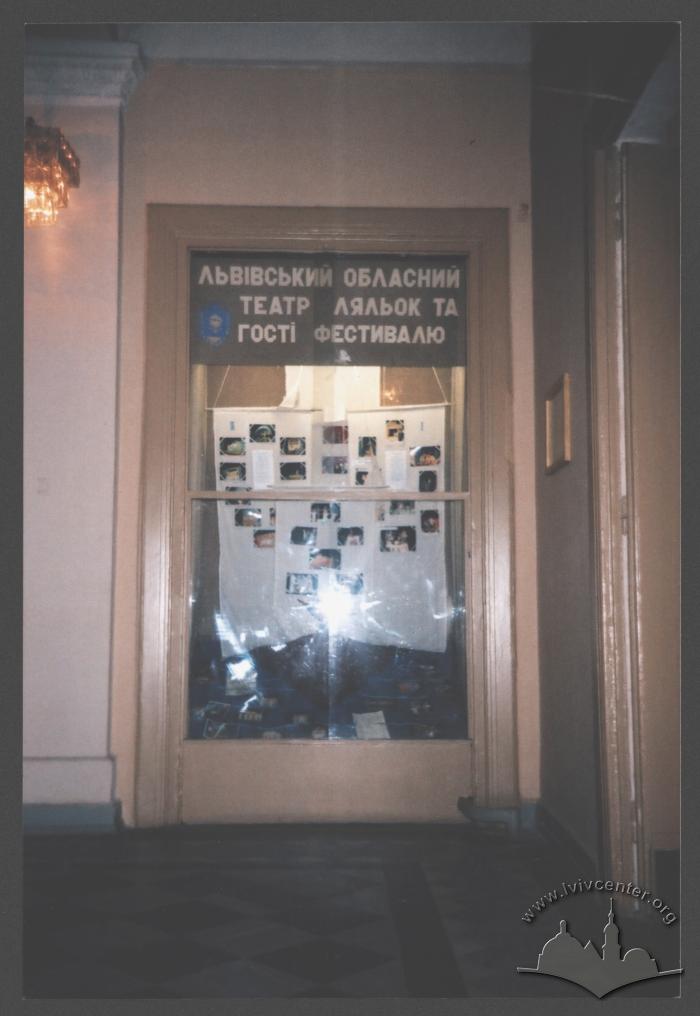 ЛЬВІВСЬКИЙ ОБЛАСНИЙ
ТЕАТР ЛЯЛЬОК ТА
ГОСТІ ФЕСТИВАЛЮ
www.lvivcenter.org